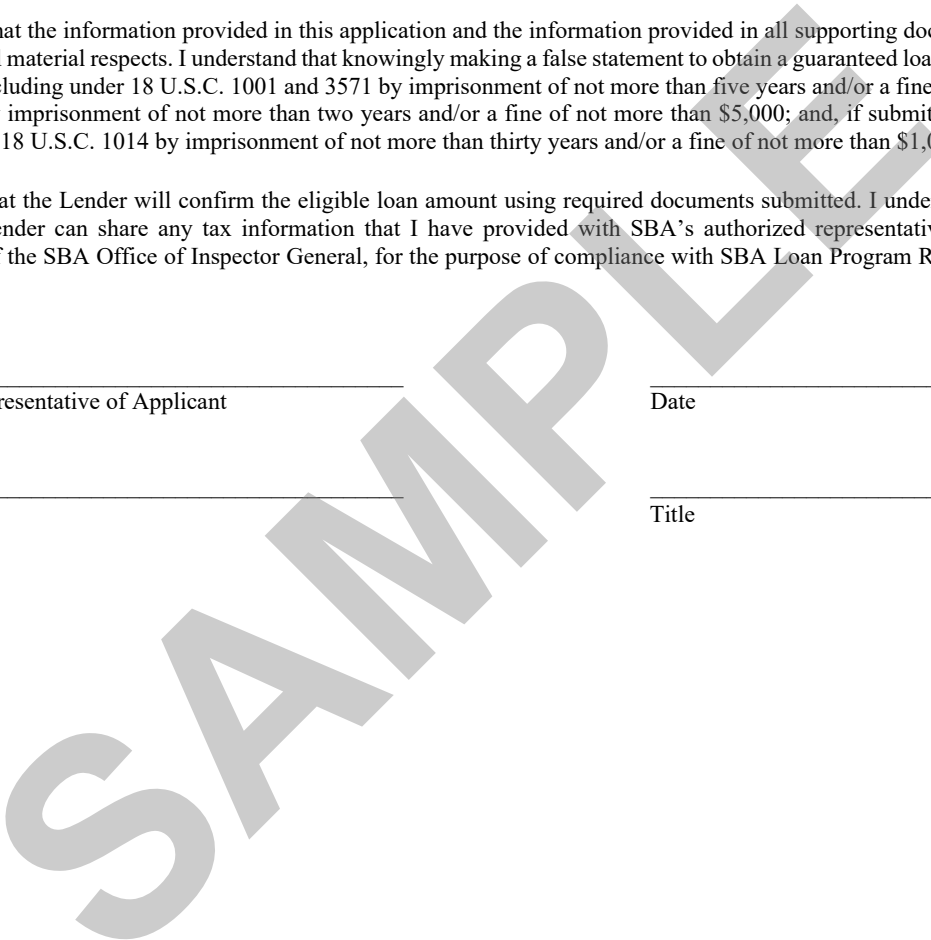 hat the information provided in this application and the information provided in all supporting doc
l material respects. I understand that knowingly making a false statement to obtain a guaranteed loa
cluding under 18 U.S.C. 1001 and 3571 by imprisonment of not more than five years and/or a fine
imprisonment of not more than two years and/or a fine of not more than $5,000; and, if submit
18 U.S.C. 1014 by imprisonment of not more than thirty years and/or a fine of not more than $1,0
at the Lender will confirm the eligible loan amount using required documents submitted. I unde
ender can share any tax information that I have provided with SBA’s authorized representativ
f the SBA Office of Inspector General, for the purpose of compliance with SBA Loan Program R
resentative of Applicant
Date
Title
SAMPLE